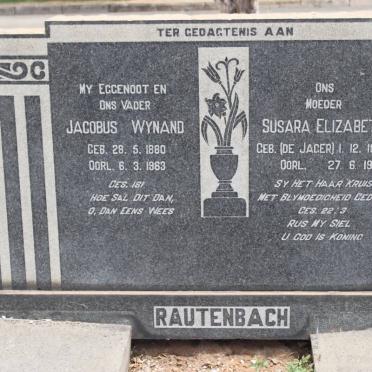 TER GEDAGTENIS AAN
MY EGGENOOT EN
ONS VADER
JACOBUS WYNAND
GEB. 28. 5. 1880
OORL. 6. 3. 1963
GES. 161
HOE SAL DIT DAN,
O, DAN EENS WEES
ONS
MOEDER
SUSARA
GEB. (DE JAGER) 1. 12.
OORL. 27. 6.
SY HET HAAR
MET BLYMOEDIGHEID
GES. 22:3
RUS MY SIEL
U GOD IS KONING
RAUTENBACH